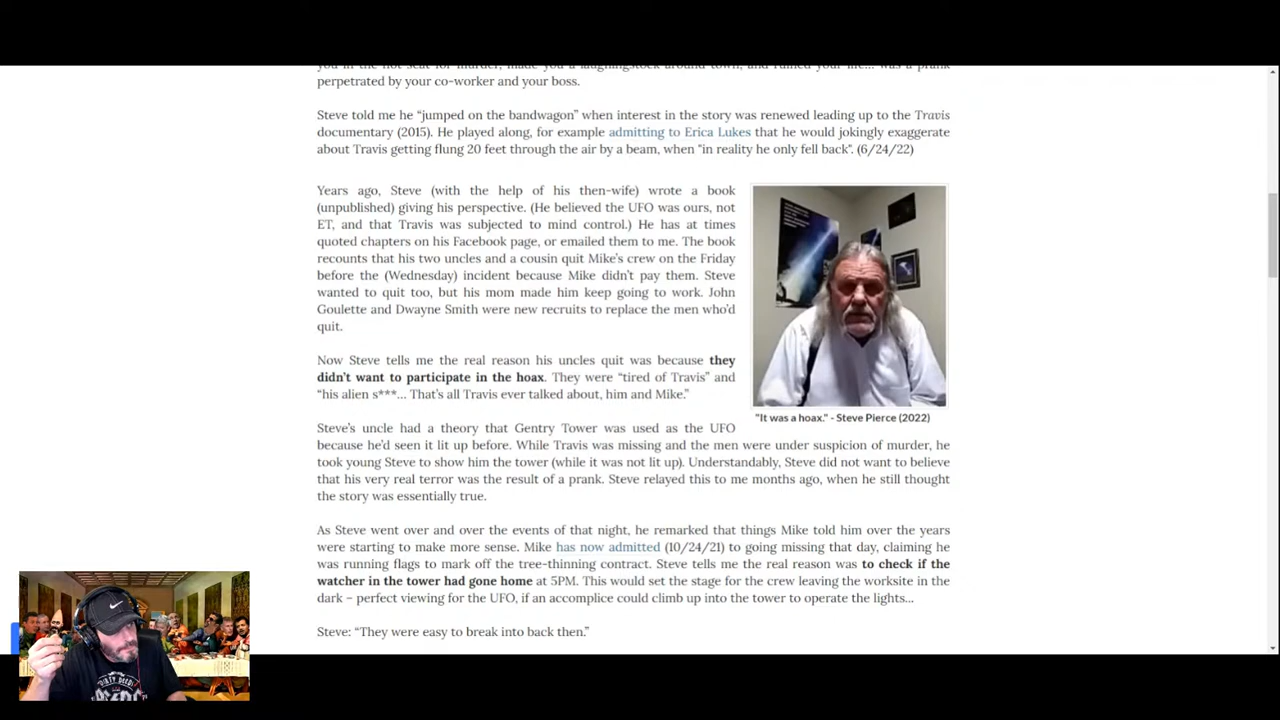 you in the hot seat for murder, made you a laughingstock around town, and ruined your life... was a prank
perpetrated by your co-worker and your boss.
Steve told me he “jumped on the bandwagon” when interest in the story was renewed leading up to the Travis
documentary (2015). He played along, for example admitting to Erica Lukes that he would jokingly exaggerate
about Travis getting flung 20 feet through the air by a beam, when "in reality he only fell back". (6/24/22)
Years ago, Steve (with the help of his then-wife) wrote a book
(unpublished) giving his perspective. (He believed the UFO was ours, not
ET, and that Travis was subjected to mind control.) He has at times
quoted chapters on his Facebook page, or emailed them to me. The book
recounts that his two uncles and a cousin quit Mike’s crew on the Friday
before the (Wednesday) incident because Mike didn’t pay them. Steve
wanted to quit too, but his mom made him keep going to work. John
Goulette and Dwayne Smith were new recruits to replace the men who’d
quit.
Now Steve tells me the real reason his uncles quit was because they
didn’t want to participate in the hoax. They were “tired of Travis” and
“his alien s***... That’s all Travis ever talked about, him and Mike.”
"It was a hoax." - Steve Pierce (2022)
Steve’s uncle had a theory that Gentry Tower was used as the UFO
because he’d seen it lit up before. While Travis was missing and the men were under suspicion of murder, he
took young Steve to show him the tower (while it was not lit up). Understandably, Steve did not want to believe
that his very real terror was the result of a prank. Steve relayed this to me months ago, when he still thought
the story was essentially true.
As Steve went over and over the events of that night, he remarked that things Mike told him over the years
were starting to make more sense. Mike has now admitted (10/24/21) to going missing that day, claiming he
was running flags to mark off the tree-thinning contract. Steve tells me the real reason was to check if the
watcher in the tower had gone home at 5PM. This would set the stage for the crew leaving the worksite in the
dark – perfect viewing for the UFO, if an accomplice could climb up into the tower to operate the lights...
Steve: “They were easy to break into back then.”